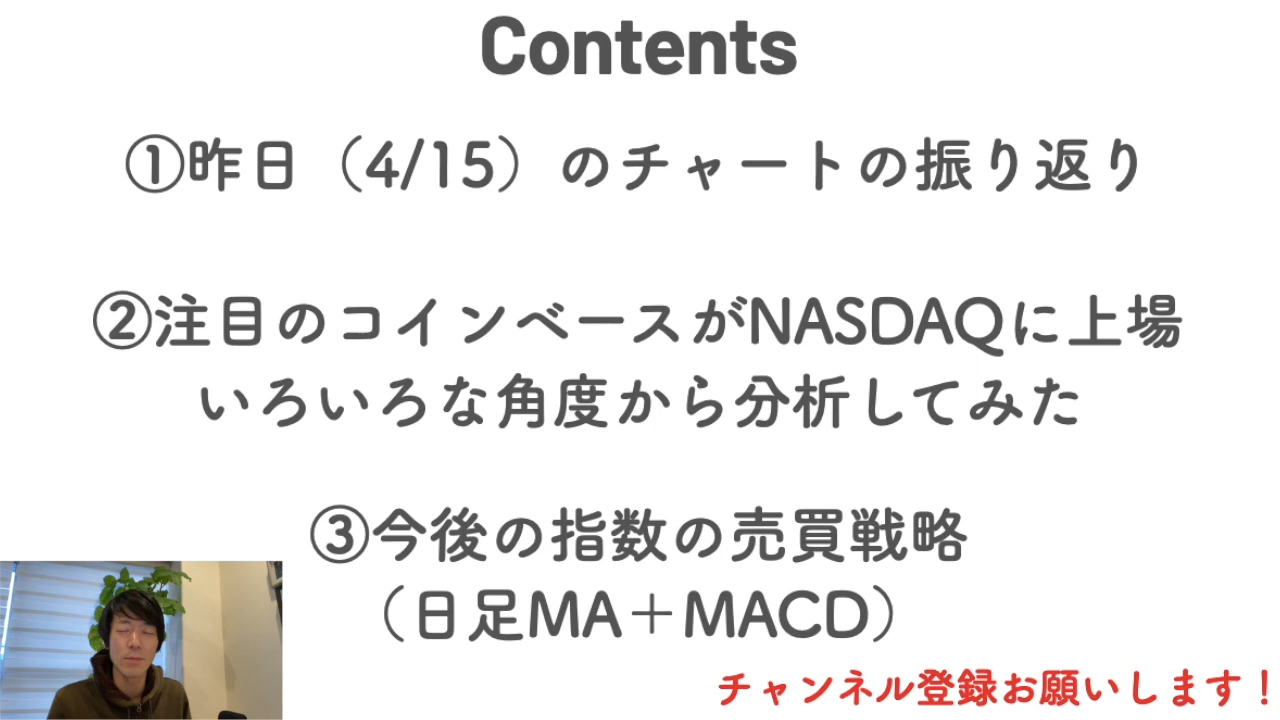 Contents
①昨日（4/15）のチャートの振り返り
②注目のコインベースがNASDAQに上場
いろいろな角度から分析してみた
③今後の指数の売買戦略
（日足MA＋MACD）
チャンネル登録お願いします！